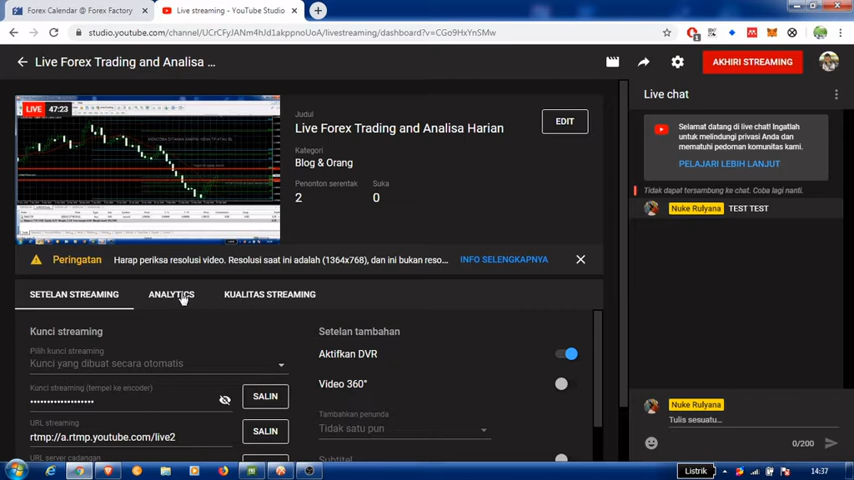 Forex Calendar @ Forex Factory
Live streaming - YouTube Studio
studio.youtube.com/channel/UCrCFyJANM4hJd1akppnoUoA/livestreaming/dashboard?v=CGo9HxYnSMo
Live Forex Trading and Analisa ...
AKHIRI STREAMING
LIVE 47:23
Judul
Live Forex Trading and Analisa Harian
EDIT
Kategori
Blog & Orang
Penonton serentak
Suka
2
0
Peringatan
Harap periksa resolusi video. Resolusi saat ini adalah (1364x768), dan ini bukan reso...
INFO SELENGKAPNYA
SETELAN STREAMING
ANALYTICS
KUALITAS STREAMING
Kunci streaming
Pilih kunci streaming
Kunci yang dibuat secara otomatis
Kunci streaming (tempel ke encoder)
SALIN
URL streaming
rtmp://a.rtmp.youtube.com/live2
SALIN
URL server cadangan
Setelan tambahan
Aktifkan DVR
Video 360°
Tambahkan penunda
Tidak satu pun
Subtitel
Live chat
Selamat datang di live chat! Ingatlah
untuk melindungi privasi Anda dan
mematuhi pedoman komunitas kami.
PELAJARI LEBIH LANJUT
Tidak dapat tersambung ke chat. Coba lagi nanti.
Nuke Rulyana TEST TEST
Nuke Rulyana
Tulis sesuatu...
0/200
Listrik
14:37